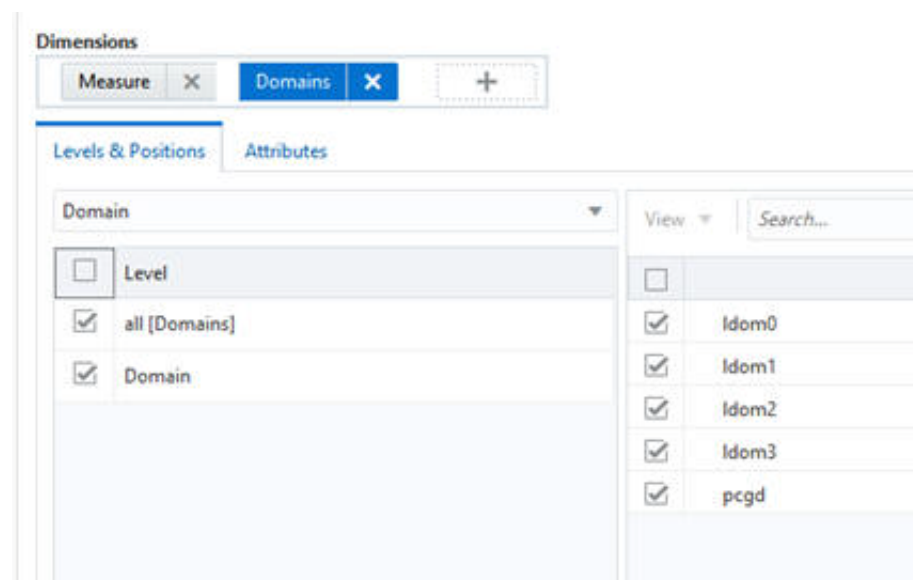 Dimensions
Measure Domains
Levels & Positions Attributes
Domain
View Search...
Level
all [Domains]
ldom0
Domain
ldom1
ldom2
ldom3
pcgd